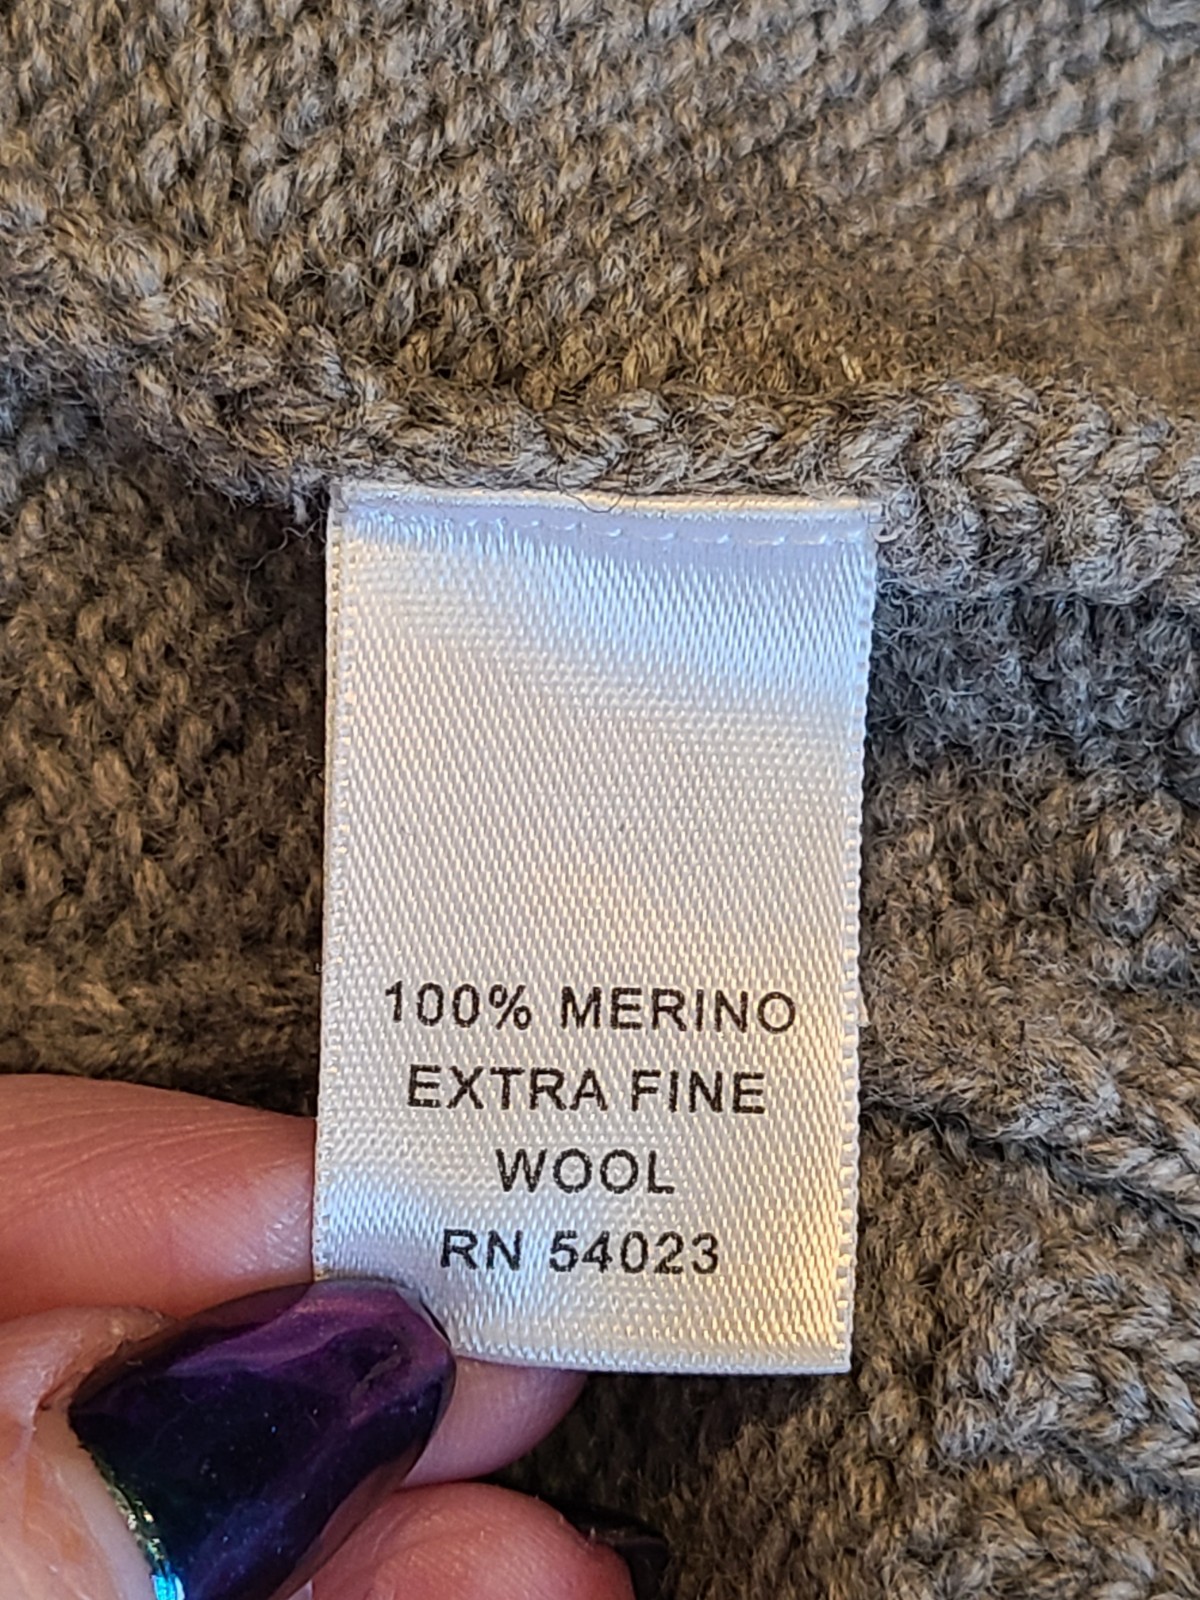 100% MERINO
EXTRA FINE
WOOL
RN 54023